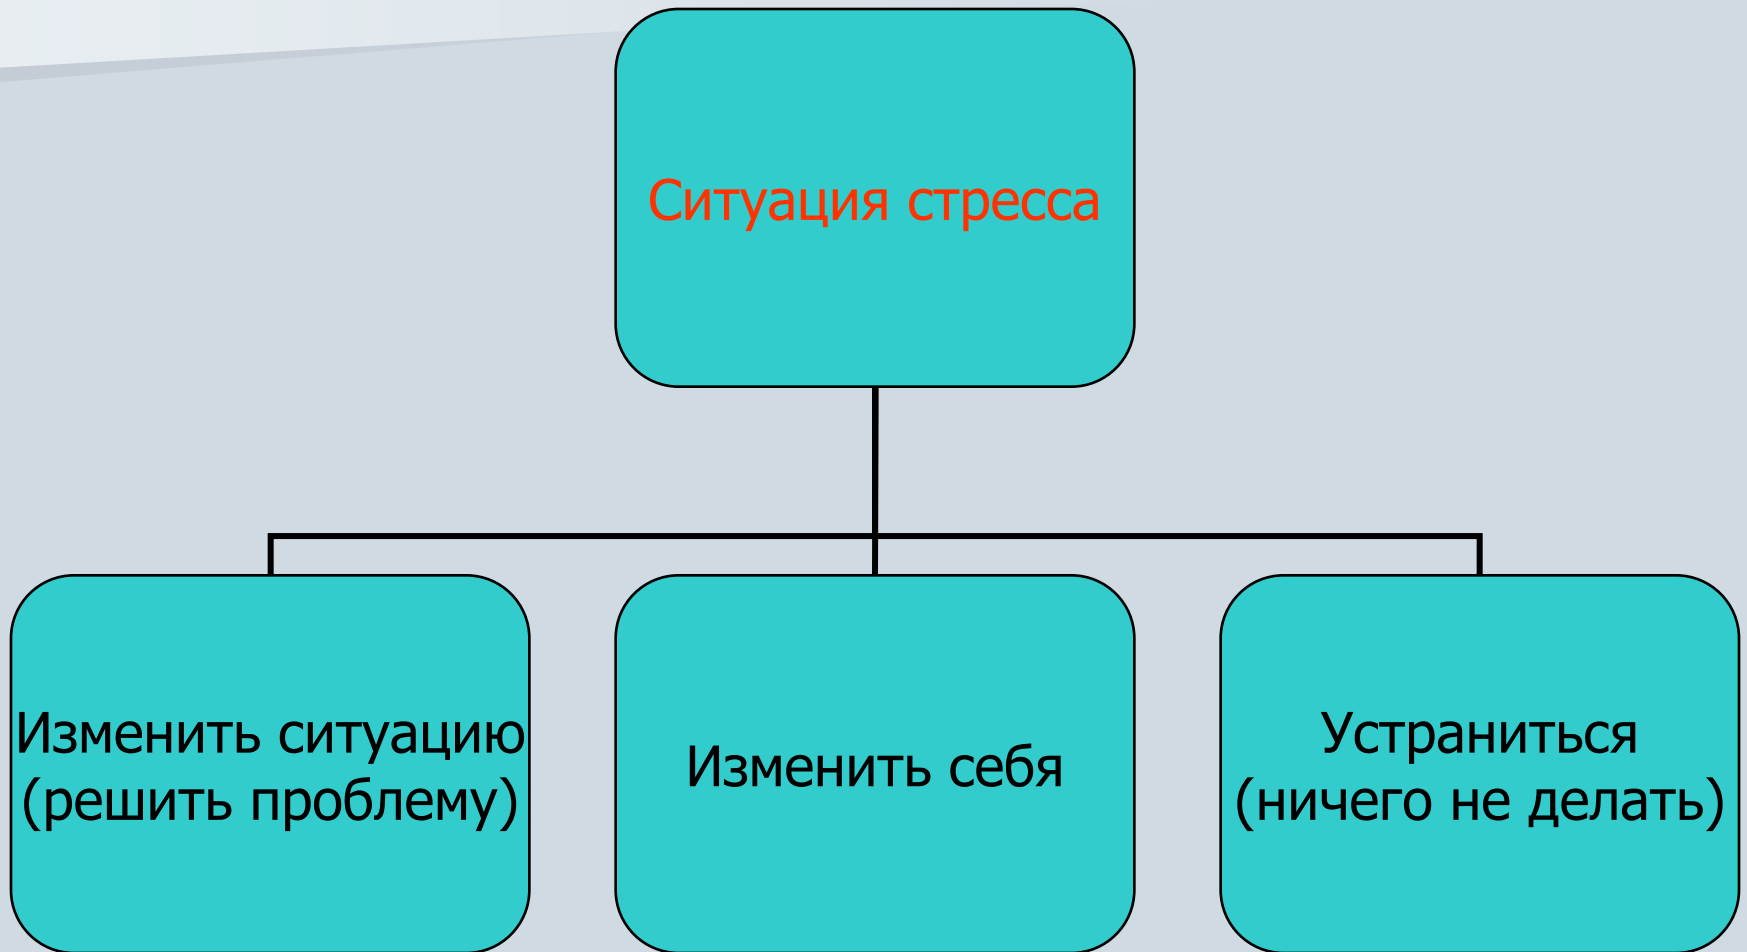 Ситуация стресса
Изменить ситуацию
(решить проблему)
Изменить себя
Устраниться
(ничего не делать)